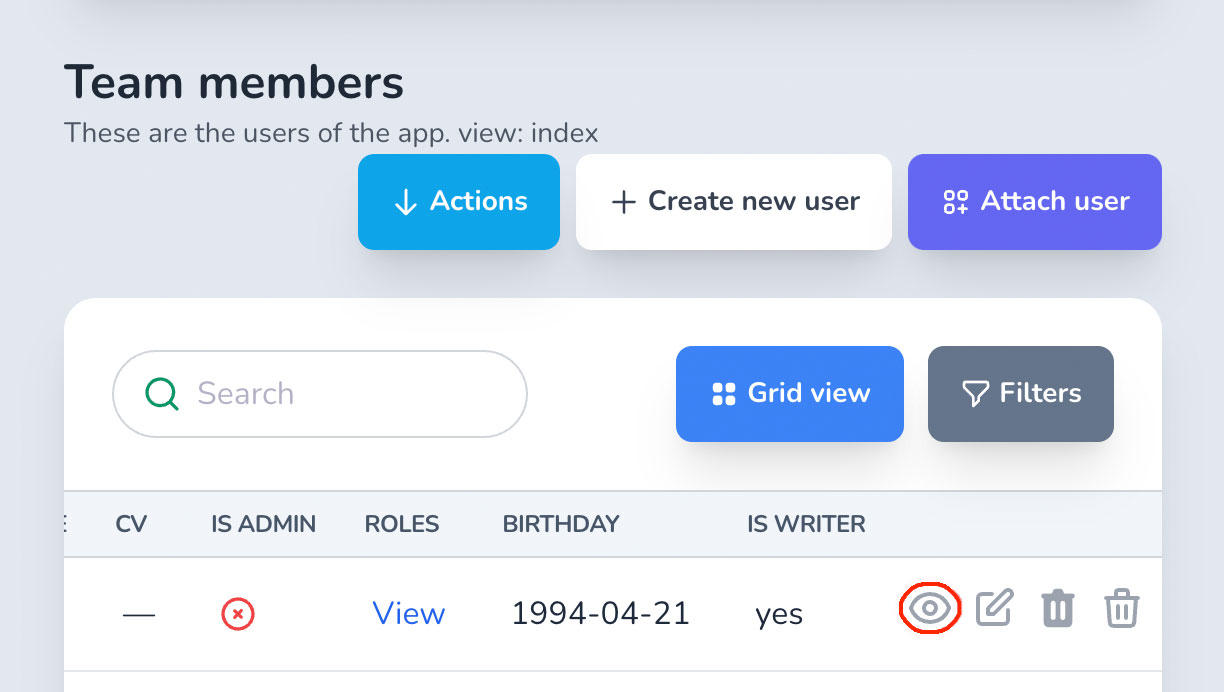 Team members
These are the users of the app. view: index
Actions
Create new user
Attach user
Search
Grid view
Filters
CV IS ADMIN ROLES BIRTHDAY IS WRITER
— View 1994-04-21 yes